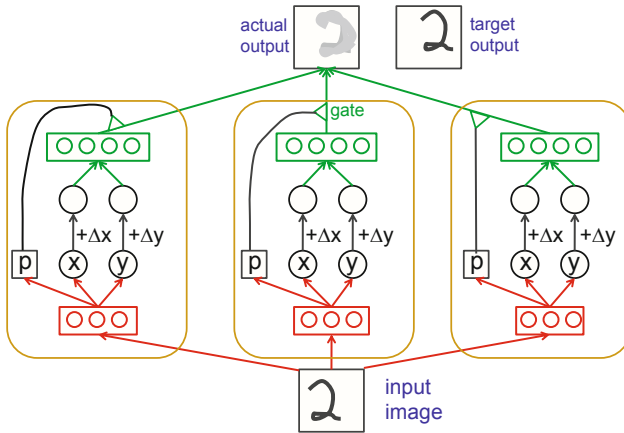 actual
output
target
output
gate
+Δx +Δy +Δx +Δy +Δx +Δy
p x y p x y p x y
input
image